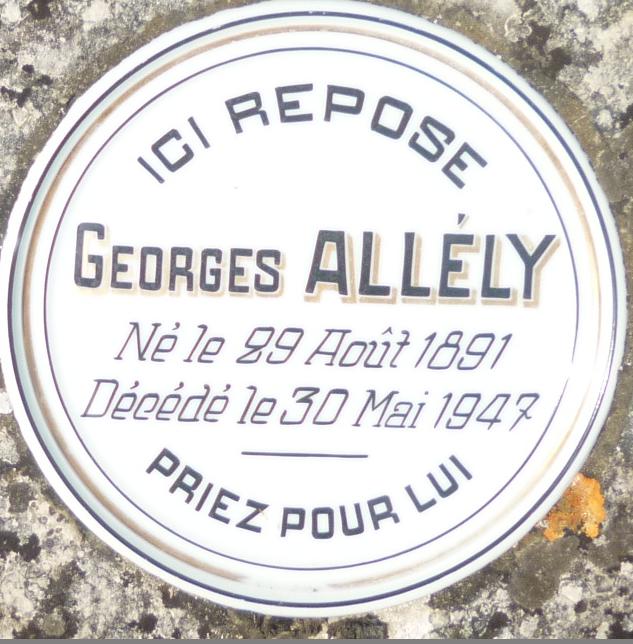 ICI REPOSE
GEORGES ALLÉLY
Né le 29 Août 1891
Décédé le 30 Mai 1947
PRIEZ POUR LUI